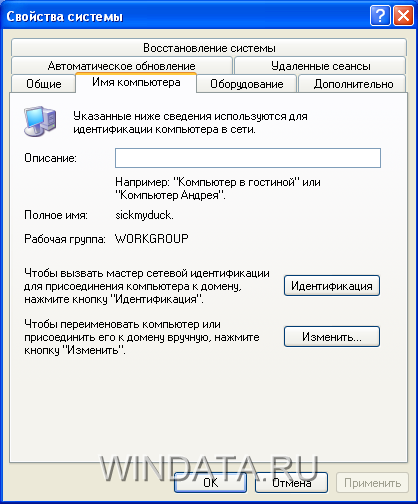 Свойства системы
Восстановление системы
Автоматическое обновление
Удаленные сеансы
Общие
Имя компьютера
Оборудование
Дополнительно
Указанные ниже сведения используются для
идентификации компьютера в сети.
Описание:
Например: "Компьютер в гостиной" или
"Компьютер Андрея".
Полное имя: sickmyduck.
Рабочая группа: WORKGROUP
Чтобы вызвать мастер сетевой идентификации
для присоединения компьютера к домену,
нажмите кнопку "Идентификация".
Идентификация
Чтобы переименовать компьютер или
присоединить его к домену вручную, нажмите
кнопку "Изменить".
Изменить...
WINDATA.RU
OK
Отмена
Применить